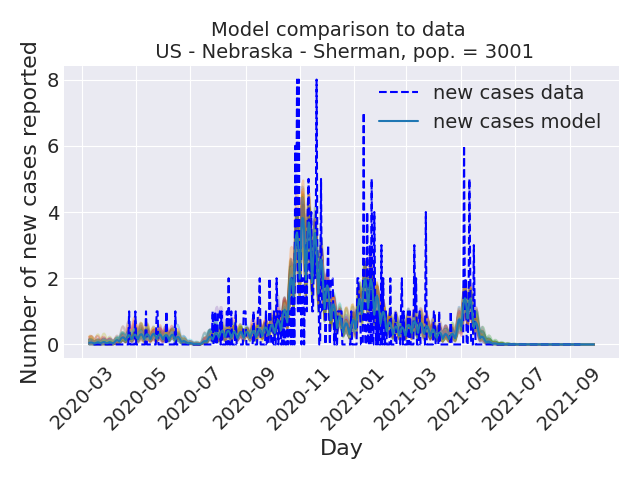 Model comparison to data
US - Nebraska - Sherman, pop. = 3001
Number of new cases reported
8
6
4
2
0
new cases data
new cases model
2020-03
2020-05
2020-07
2020-09
2020-11
2021-01
2021-03
2021-05
2021-07
2021-09
Day